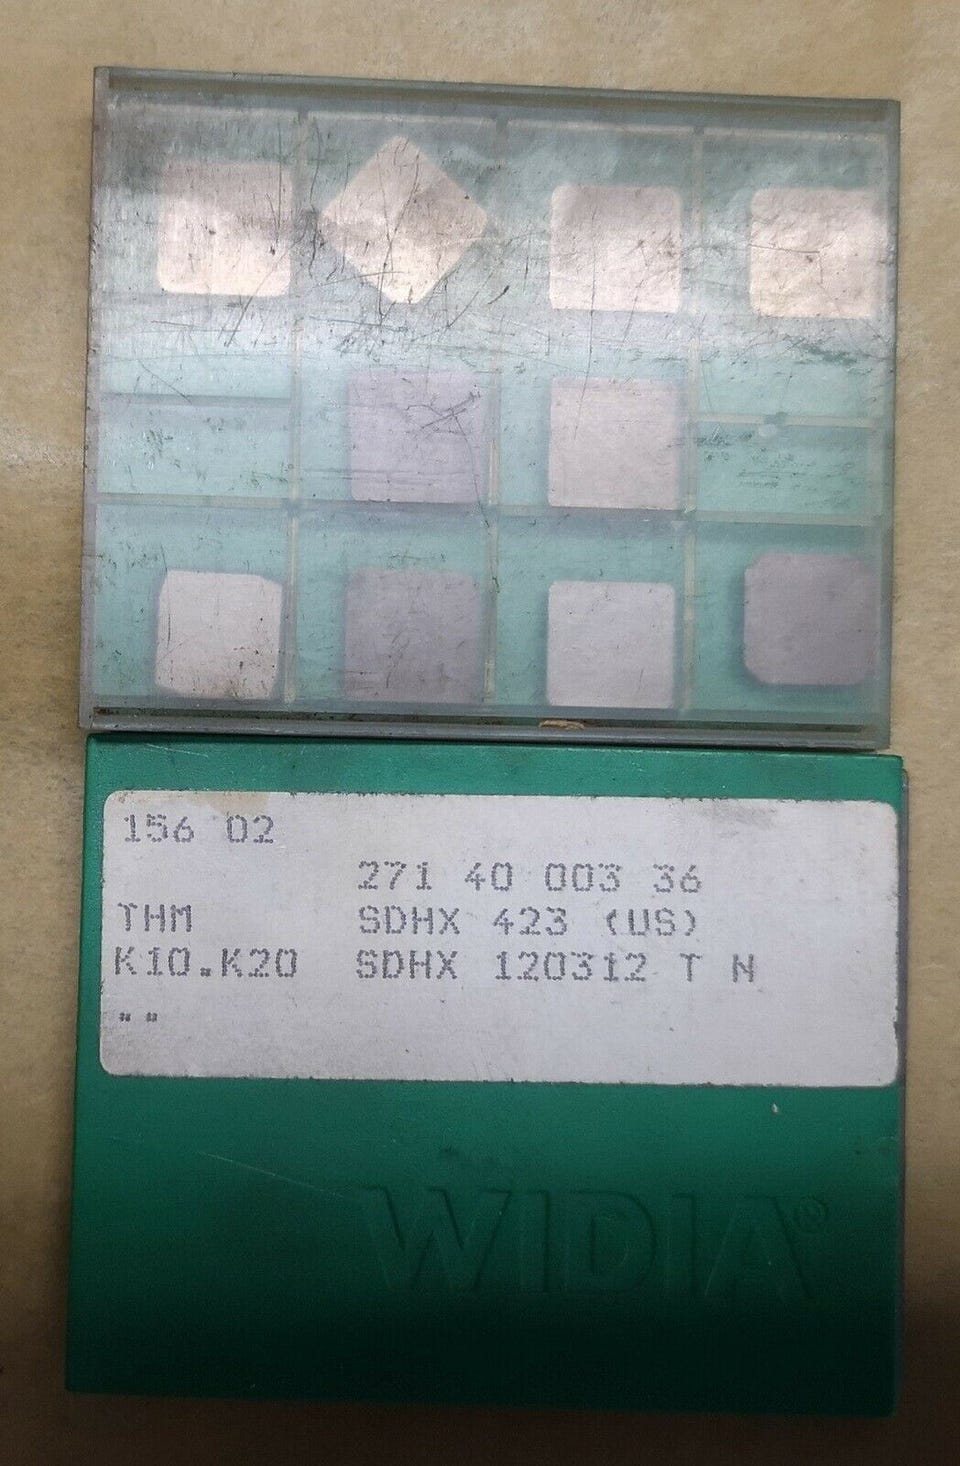 156 02
271 40 003 36
THM SDHX 423 (US)
K10.K20 SDHX 120312 T N
..
WIDIA®